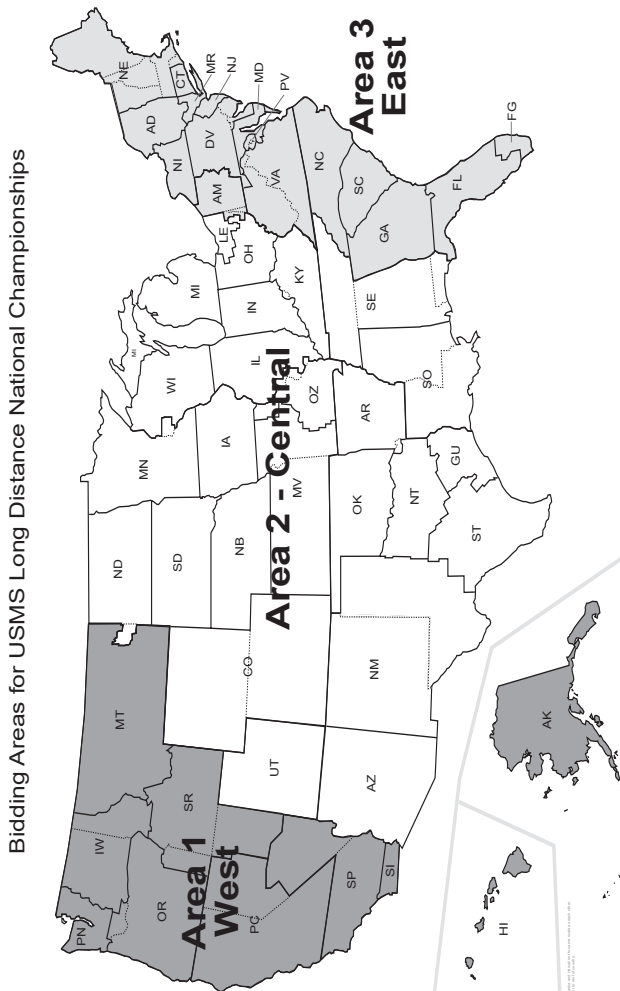 Bidding Areas for USMS Long Distance National Championships
Area 1
West
Area 2 - Central
Area 3
East
PN
IW
MT
OR
SR
PC
SP
SI
UT
AZ
CO
NM
ND
SD
NB
MV
MN
IA
WI
MI
MI
IL
IN
OH
LE
KY
OZ
OK
AR
NT
GU
ST
SO
SE
NE
CT
MR
NJ
MD
PV
AD
NI
DV
AM
VA
NC
SC
GA
FL
FG
AK
HI